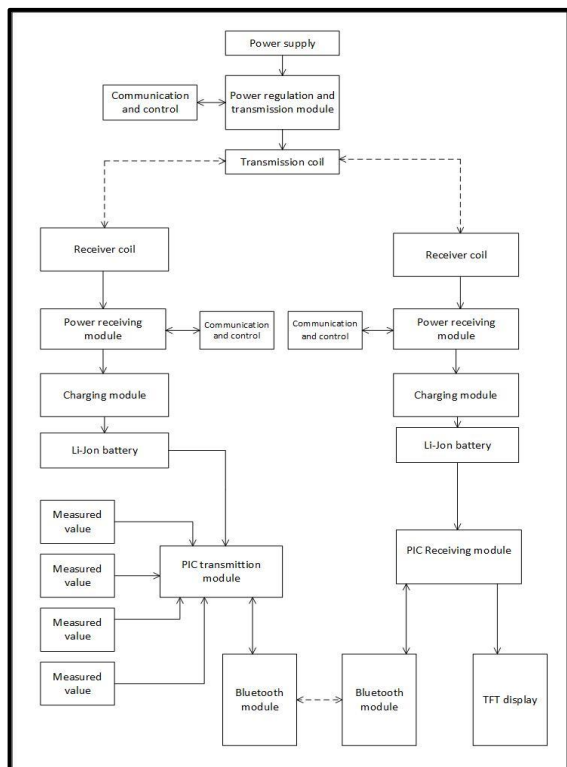 Power supply
Communication
and control
Power regulation and
transmission module
Transmission coil
Receiver coil
Receiver coil
Power receiving
module
Communication
and control
Communication
and control
Power receiving
module
Charging module
Charging module
Li-Jon battery
Li-Jon battery
Measured
value
Measured
value
Measured
value
Measured
value
PIC transmittion
module
PIC Receiving module
Bluetooth
module
Bluetooth
module
TFT display